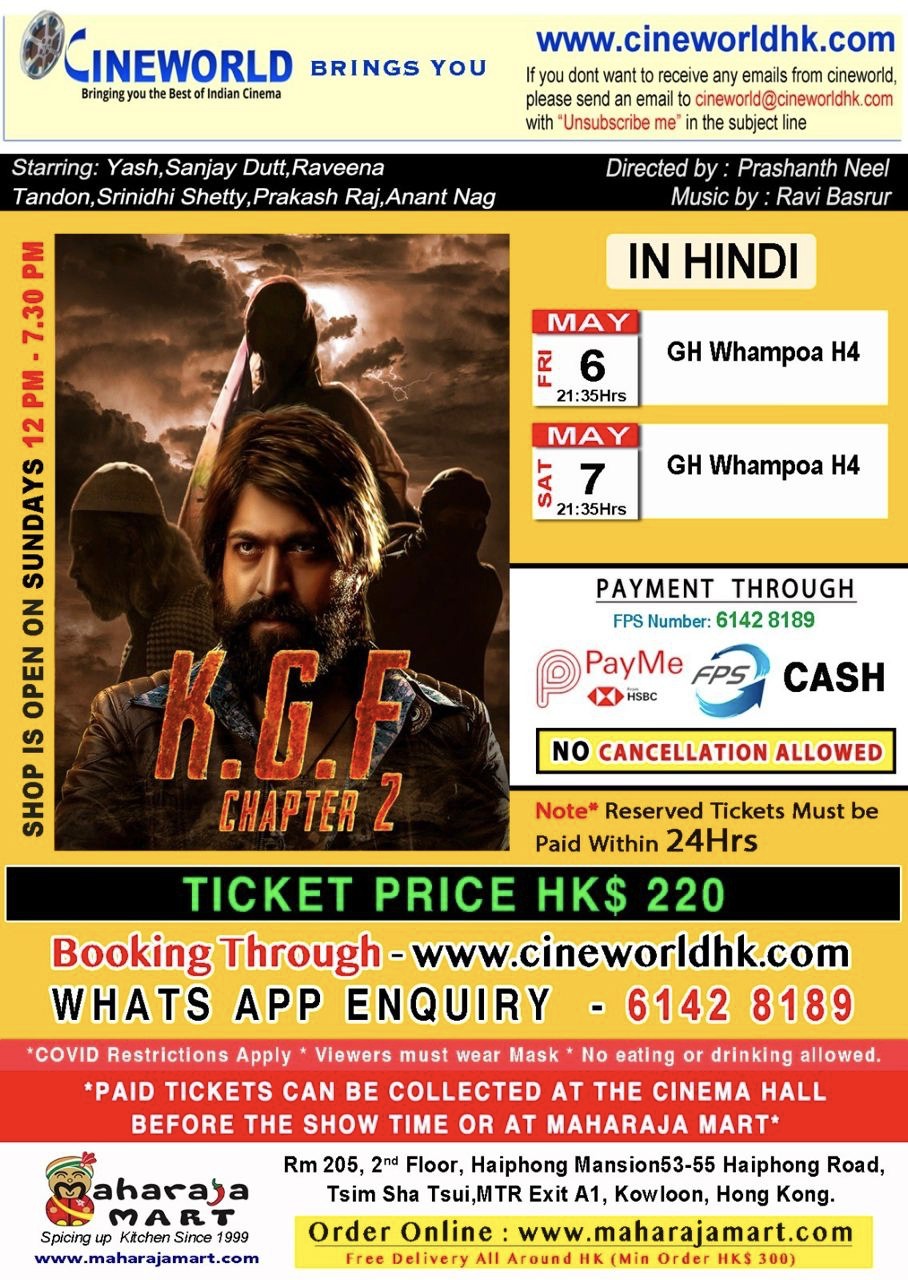 CINEWORLD
Bringing you the Best of Indian Cinema
BRINGS YOU
www.cineworldhk.com
If you dont want to receive any emails from cineworld,
please send an email to cineworld@cineworldhk.com
with “Unsubscribe me” in the subject line
Starring: Yash,Sanjay Dutt,Raveena
Tandon,Srinidhi Shetty,Prakash Raj,Anant Nag
Directed by : Prashanth Neel
Music by : Ravi Basrur
SHOP IS OPEN ON SUNDAYS 12 PM - 7.30 PM
K.G.F
CHAPTER 2
IN HINDI
MAY
FRI
6
21:35Hrs
GH Whampoa H4
MAY
SAT
7
21:35Hrs
GH Whampoa H4
PAYMENT THROUGH
FPS Number: 6142 8189
PayMe
From
HSBC
FPS
CASH
NO CANCELLATION ALLOWED
Note* Reserved Tickets Must be
Paid Within 24Hrs
TICKET PRICE HK$ 220
Booking Through - www.cineworldhk.com
WHATS APP ENQUIRY - 6142 8189
*COVID Restrictions Apply * Viewers must wear Mask * No eating or drinking allowed.
*PAID TICKETS CAN BE COLLECTED AT THE CINEMA HALL
BEFORE THE SHOW TIME OR AT MAHARAJA MART*
Maharaja
MART
Spicing up Kitchen Since 1999
www.maharajamart.com
Rm 205, 2nd Floor, Haiphong Mansion53-55 Haiphong Road,
Tsim Sha Tsui,MTR Exit A1, Kowloon, Hong Kong.
Order Online : www.maharajamart.com
Free Delivery All Around HK (Min Order HK$ 300)